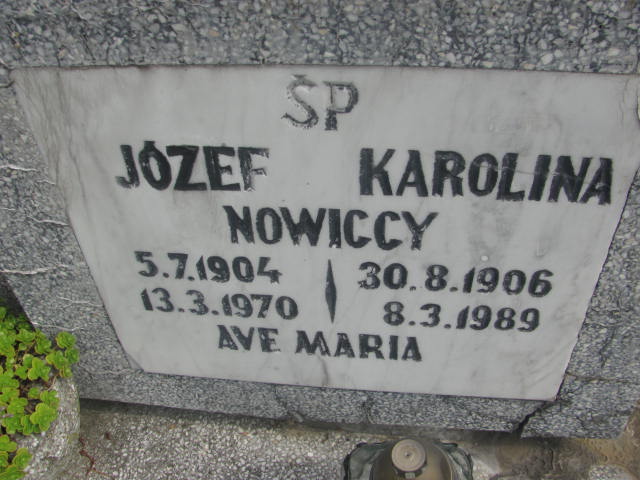 ŚP
JÓZEF KAROLINA
NOWICCY
5.7.1904 30.8.1906
13.3.1970 8.3.1989
AVE MARIA